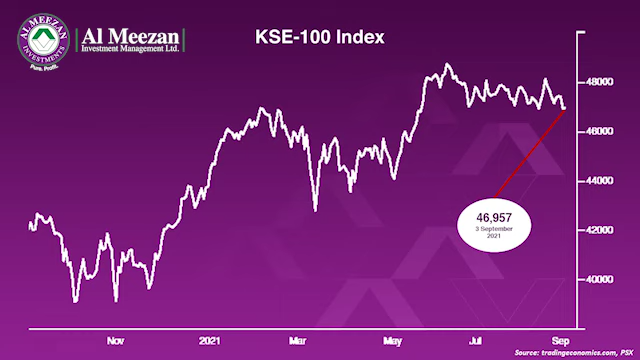 AL MEEZAN
INVESTMENTS
Pure. Profit.
Al Meezan
Investment Management Ltd.
KSE-100 Index
48000
46000
44000
42000
40000
46,957
3 September
2021
Nov
2021
Mar
May
Jul
Sep
Source: tradingeconomics.com, PSX